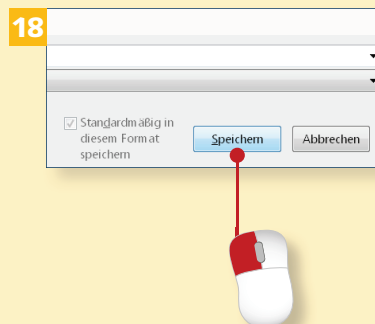 18
Standardmäßig in
diesem Format
speichern
Speichern
Abbrechen